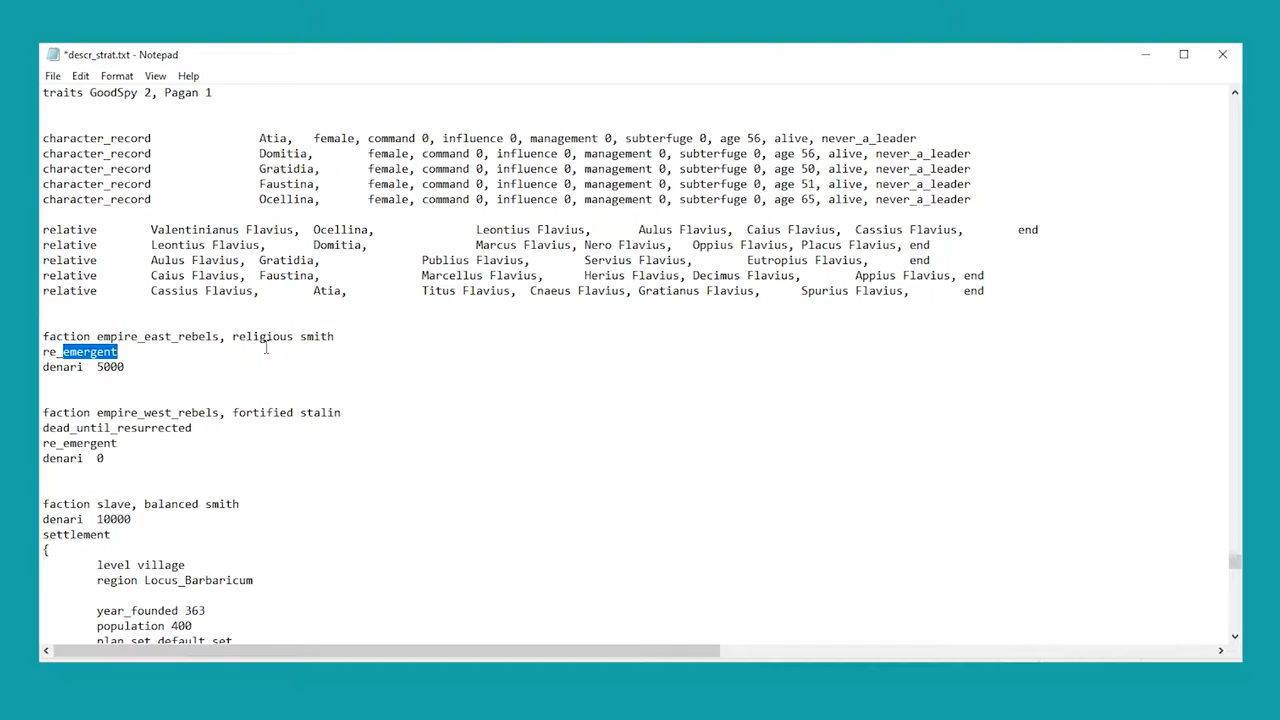 *descr_strat.txt - Notepad
File Edit Format View Help
traits GoodSpy 2, Pagan 1
character_record Atia, female, command 0, influence 0, management 0, subterfuge 0, age 56, alive, never_a_leader
character_record Domitia, female, command 0, influence 0, management 0, subterfuge 0, age 56, alive, never_a_leader
character_record Gratidia, female, command 0, influence 0, management 0, subterfuge 0, age 50, alive, never_a_leader
character_record Faustina, female, command 0, influence 0, management 0, subterfuge 0, age 51, alive, never_a_leader
character_record Ocellina, female, command 0, influence 0, management 0, subterfuge 0, age 65, alive, never_a_leader
relative Valentinianus Flavius, Ocellina, Leontius Flavius, Aulus Flavius, Caius Flavius, Cassius Flavius, end
relative Leontius Flavius, Domitia, Marcus Flavius, Nero Flavius, Oppius Flavius, Placus Flavius, end
relative Aulus Flavius, Gratidia, Publius Flavius, Servius Flavius, Eutropius Flavius, end
relative Caius Flavius, Faustina, Marcellus Flavius, Herius Flavius, Decimus Flavius, Appius Flavius, end
relative Cassius Flavius, Atia, Titus Flavius, Cnaeus Flavius, Gratianus Flavius, Spurius Flavius, end
faction empire_east_rebels, religious smith
re_emergent
denari 5000
faction empire_west_rebels, fortified stalin
dead_until_resurrected
re_emergent
denari 0
faction slave, balanced smith
denari 10000
settlement
{
level village
region Locus_Barbaricum
year_founded 363
population 400
plan_set default_set